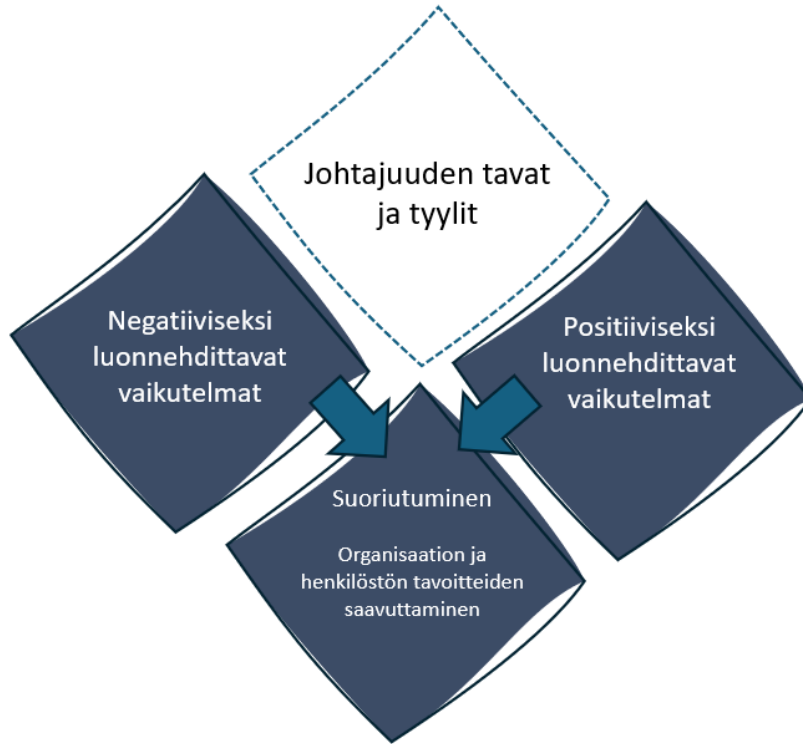 Johtajuuden tavat
ja tyylit
Negatiiviseksi
luonnehdittavat
vaikutelmat
Positiiviseksi
luonnehdittavat
vaikutelmat
Suoriutuminen
Organisaation ja
henkilöstön tavoitteiden
saavuttaminen